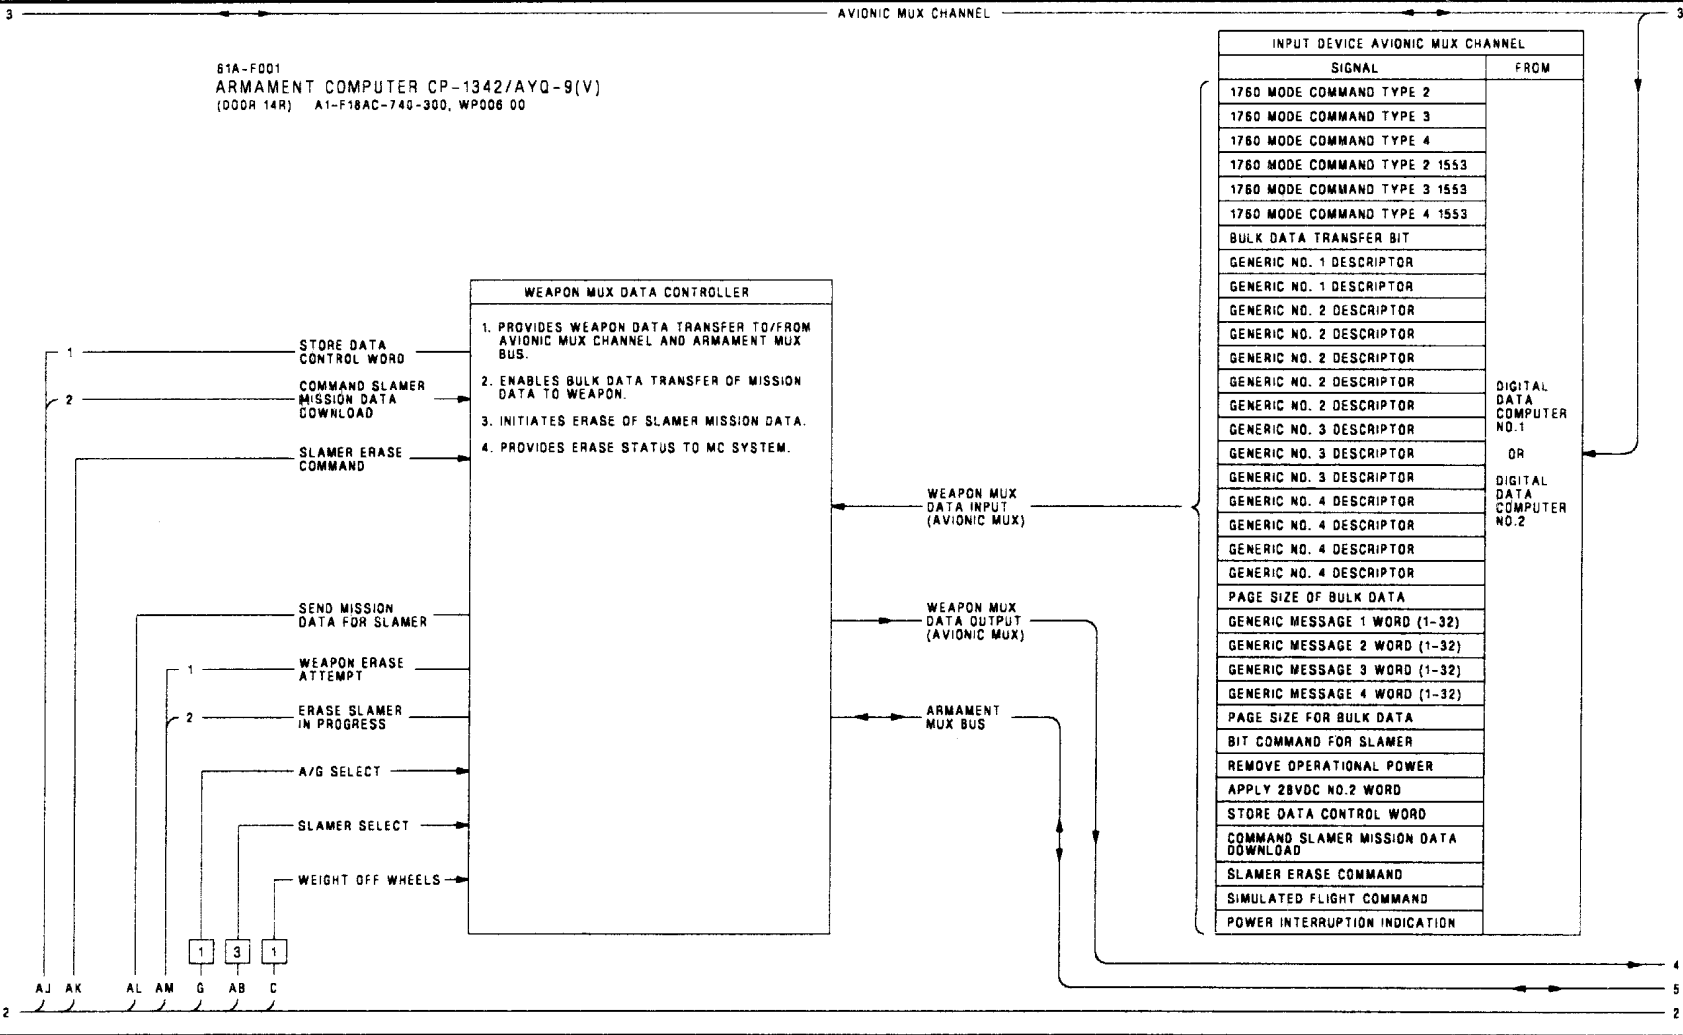 3 AVIONIC MUX CHANNEL 3
61A-F001
ARMAMENT COMPUTER CP-1342/AYQ-9(V)
(DOOR 14R) A1-F18AC-740-300, WP006 00
INPUT DEVICE AVIONIC MUX CHANNEL
SIGNAL FROM
1760 MODE COMMAND TYPE 2
1760 MODE COMMAND TYPE 3
1760 MODE COMMAND TYPE 4
1760 MODE COMMAND TYPE 2 1553
1760 MODE COMMAND TYPE 3 1553
1760 MODE COMMAND TYPE 4 1553
BULK DATA TRANSFER BIT
GENERIC NO. 1 DESCRIPTOR
GENERIC NO. 1 DESCRIPTOR
GENERIC NO. 2 DESCRIPTOR
GENERIC NO. 2 DESCRIPTOR
GENERIC NO. 2 DESCRIPTOR
GENERIC NO. 2 DESCRIPTOR
GENERIC NO. 2 DESCRIPTOR
GENERIC NO. 3 DESCRIPTOR
GENERIC NO. 3 DESCRIPTOR
GENERIC NO. 3 DESCRIPTOR
GENERIC NO. 4 DESCRIPTOR
GENERIC NO. 4 DESCRIPTOR
GENERIC NO. 4 DESCRIPTOR
GENERIC NO. 4 DESCRIPTOR
PAGE SIZE OF BULK DATA
GENERIC MESSAGE 1 WORD (1-32)
GENERIC MESSAGE 2 WORD (1-32)
GENERIC MESSAGE 3 WORD (1-32)
GENERIC MESSAGE 4 WORD (1-32)
PAGE SIZE FOR BULK DATA
BIT COMMAND FOR SLAMER
REMOVE OPERATIONAL POWER
APPLY 28VDC NO.2 WORD
STORE DATA CONTROL WORD
COMMAND SLAMER MISSION DATA
DOWNLOAD
SLAMER ERASE COMMAND
SIMULATED FLIGHT COMMAND
POWER INTERRUPTION INDICATION
DIGITAL
DATA
COMPUTER
NO.1
OR
DIGITAL
DATA
COMPUTER
NO.2
WEAPON MUX DATA CONTROLLER
1. PROVIDES WEAPON DATA TRANSFER TO/FROM
AVIONIC MUX CHANNEL AND ARMAMENT MUX
BUS.
2. ENABLES BULK DATA TRANSFER OF MISSION
DATA TO WEAPON.
3. INITIATES ERASE OF SLAMER MISSION DATA.
4. PROVIDES ERASE STATUS TO MC SYSTEM.
1 STORE DATA
CONTROL WORD
2 COMMAND SLAMER
MISSION DATA
DOWNLOAD
SLAMER ERASE
COMMAND
SEND MISSION
DATA FOR SLAMER
1 WEAPON ERASE
ATTEMPT
2 ERASE SLAMER
IN PROGRESS
A/G SELECT
SLAMER SELECT
WEIGHT OFF WHEELS
WEAPON MUX
DATA INPUT
(AVIONIC MUX)
WEAPON MUX
DATA OUTPUT
(AVIONIC MUX)
ARMAMENT
MUX BUS
1 3 1
4
AJ AK AL AM G AB C
5
2 2